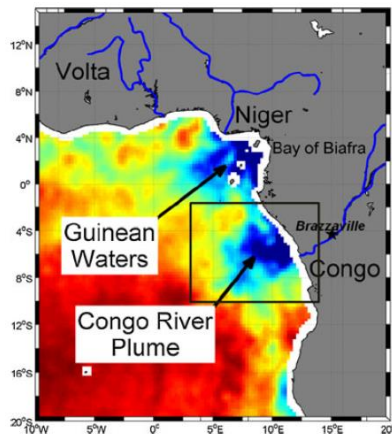 12°N
8°N
4°N
0°N
4°S
8°S
12°S
16°S
20°S
10°W
5°W
0°E
5°E
10°E
15°E
Volta
Niger
Bay of Biafra
Guinean
Waters
Brazzaville
Congo
Congo River
Plume